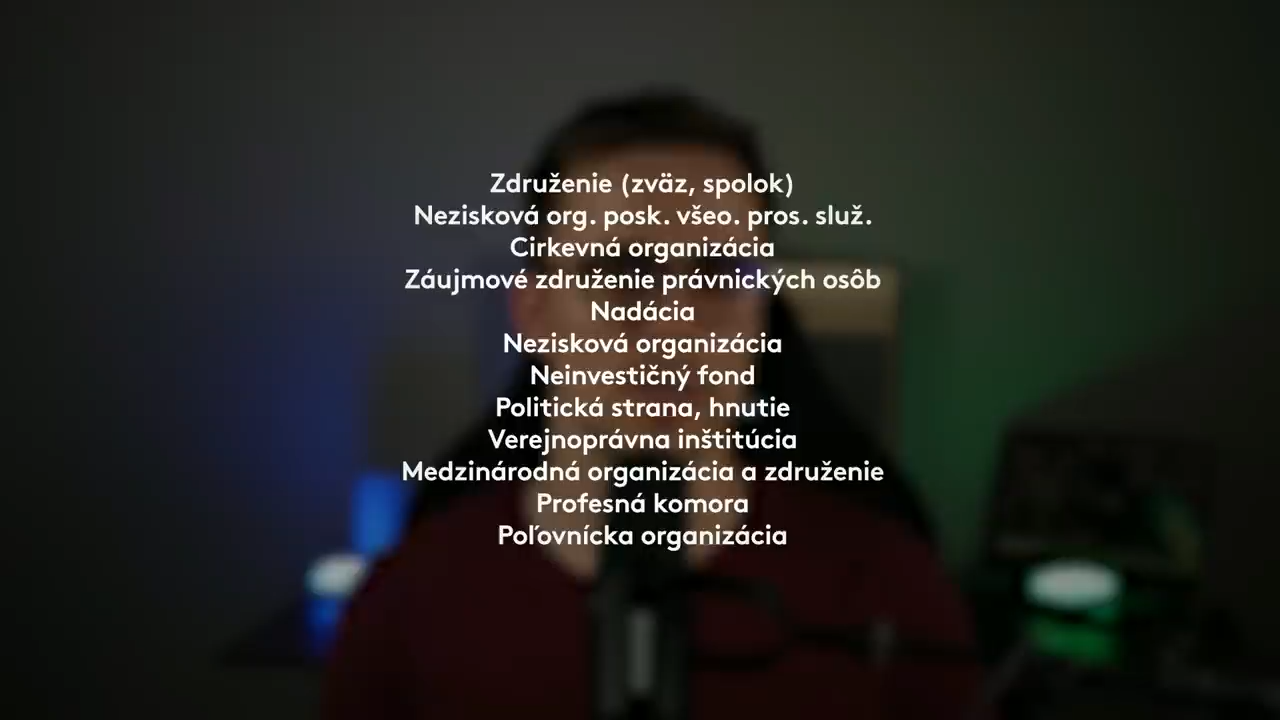 Združenie (zväz, spolok)
Nezisková org. posk. všeo. pros. služ.
Cirkevná organizácia
Záujmové združenie právnických osôb
Nadácia
Nezisková organizácia
Neinvestičný fond
Politická strana, hnutie
Verejnoprávna inštitúcia
Medzinárodná organizácia a združenie
Profesná komora
Poľovnícka organizácia